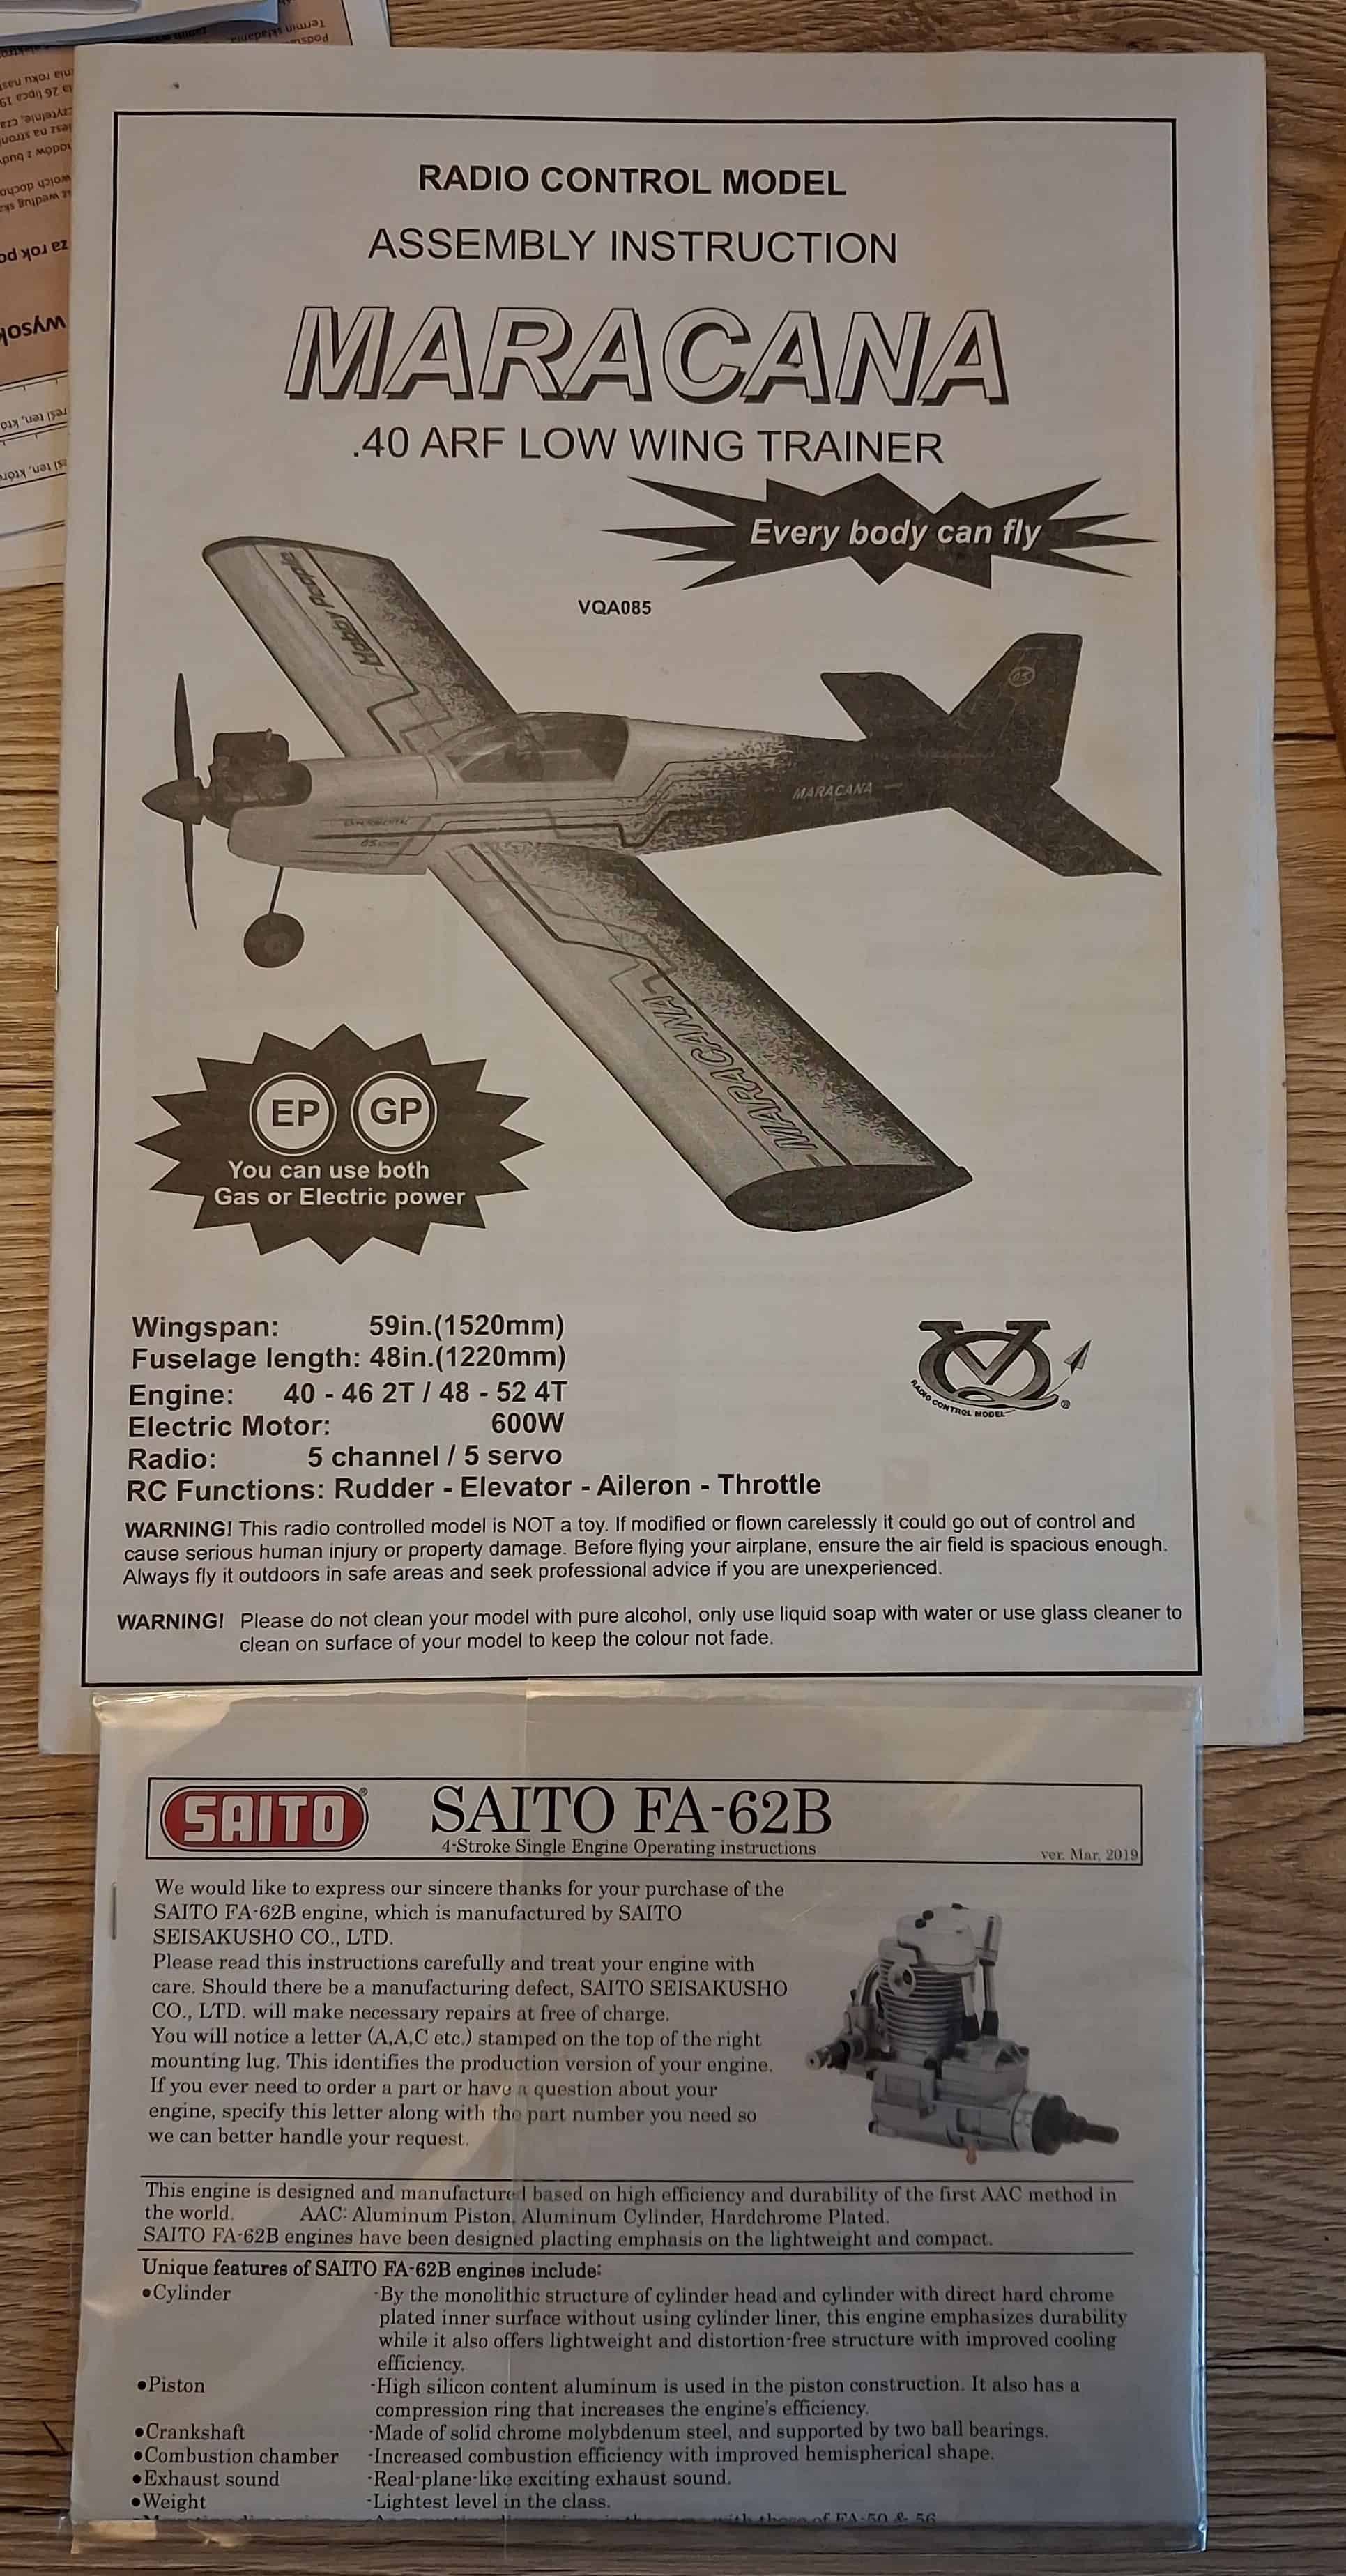 Termin składania
za rok
RADIO CONTROL MODEL
ASSEMBLY INSTRUCTION
MARACANA
.40 ARF LOW WING TRAINER
Every body can fly
VQA085
Hobby People
MARACANA
MARACANA
EP GP
You can use both
Gas or Electric power
Wingspan: 59in.(1520mm)
Fuselage length: 48in.(1220mm)
Engine: 40 - 46 2T / 48 - 52 4T
Electric Motor: 600W
Radio: 5 channel / 5 servo
RC Functions: Rudder - Elevator - Aileron - Throttle
VQ
RADIO CONTROL MODEL ®
WARNING! This radio controlled model is NOT a toy. If modified or flown carelessly it could go out of control and
cause serious human injury or property damage. Before flying your airplane, ensure the air field is spacious enough.
Always fly it outdoors in safe areas and seek professional advice if you are unexperienced.
WARNING! Please do not clean your model with pure alcohol, only use liquid soap with water or use glass cleaner to
clean on surface of your model to keep the colour not fade.
SAITO®
SAITO FA-62B
4-Stroke Single Engine Operating instructions
ver. Mar, 2019
We would like to express our sincere thanks for your purchase of the
SAITO FA-62B engine, which is manufactured by SAITO
SEISAKUSHO CO., LTD.
Please read this instructions carefully and treat your engine with
care. Should there be a manufacturing defect, SAITO SEISAKUSHO
CO., LTD. will make necessary repairs at free of charge.
You will notice a letter (A,A,C etc.) stamped on the top of the right
mounting lug. This identifies the production version of your engine.
If you ever need to order a part or have a question about your
engine, specify this letter along with the part number you need so
we can better handle your request.
This engine is designed and manufactured based on high efficiency and durability of the first AAC method in
the world. AAC: Aluminum Piston, Aluminum Cylinder, Hardchrome Plated.
SAITO FA-62B engines have been designed placting emphasis on the lightweight and compact.
Unique features of SAITO FA-62B engines include:
●Cylinder -By the monolithic structure of cylinder head and cylinder with direct hard chrome
plated inner surface without using cylinder liner, this engine emphasizes durability
while it also offers lightweight and distortion-free structure with improved cooling
efficiency.
●Piston -High silicon content aluminum is used in the piston construction. It also has a
compression ring that increases the engine's efficiency.
●Crankshaft -Made of solid chrome molybdenum steel, and supported by two ball bearings.
●Combustion chamber -Increased combustion efficiency with improved hemispherical shape.
●Exhaust sound -Real-plane-like exciting exhaust sound.
●Weight -Lightest level in the class.
with those of FA-50 & 56